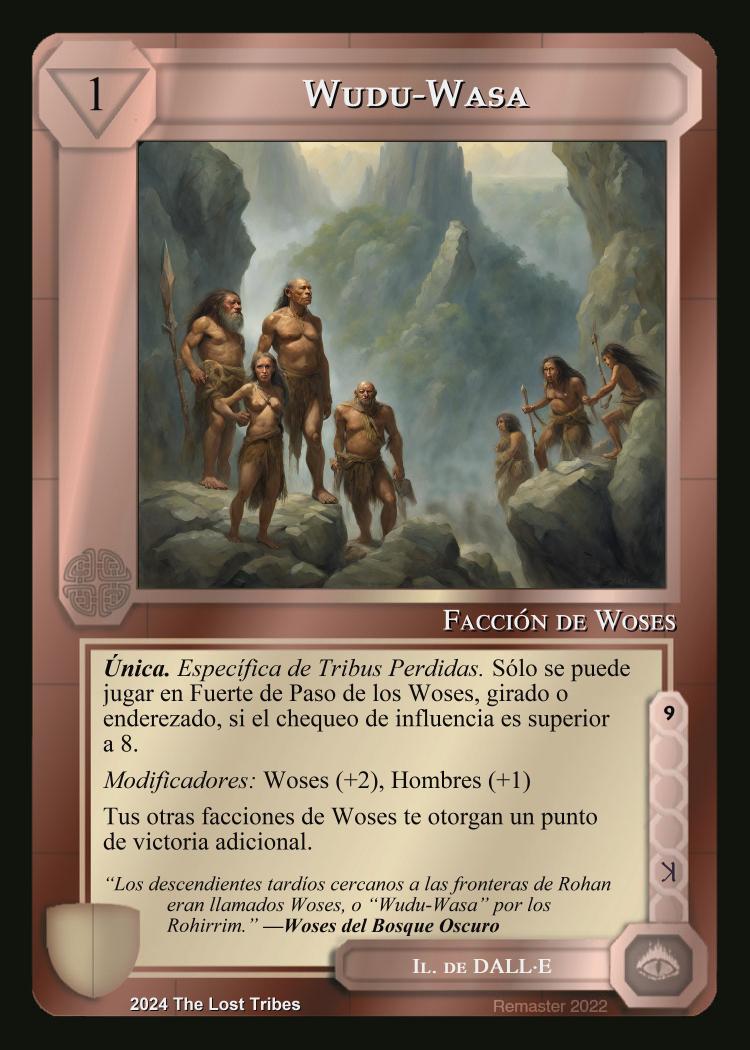 1
Wudu-Wasa
Facción de Woses
Única. Específica de Tribus Perdidas. Sólo se puede
jugar en Fuerte de Paso de los Woses, girado o
enderezado, si el chequeo de influencia es superior
a 8.
9
Modificadores: Woses (+2), Hombres (+1)
Tus otras facciones de Woses te otorgan un punto
de victoria adicional.
“Los descendientes tardíos cercanos a las fronteras de Rohan
eran llamados Woses, o “Wudu-Wasa” por los
Rohirrim.” —Woses del Bosque Oscuro
Il. de DALL·E
2024 The Lost Tribes
Remaster 2022